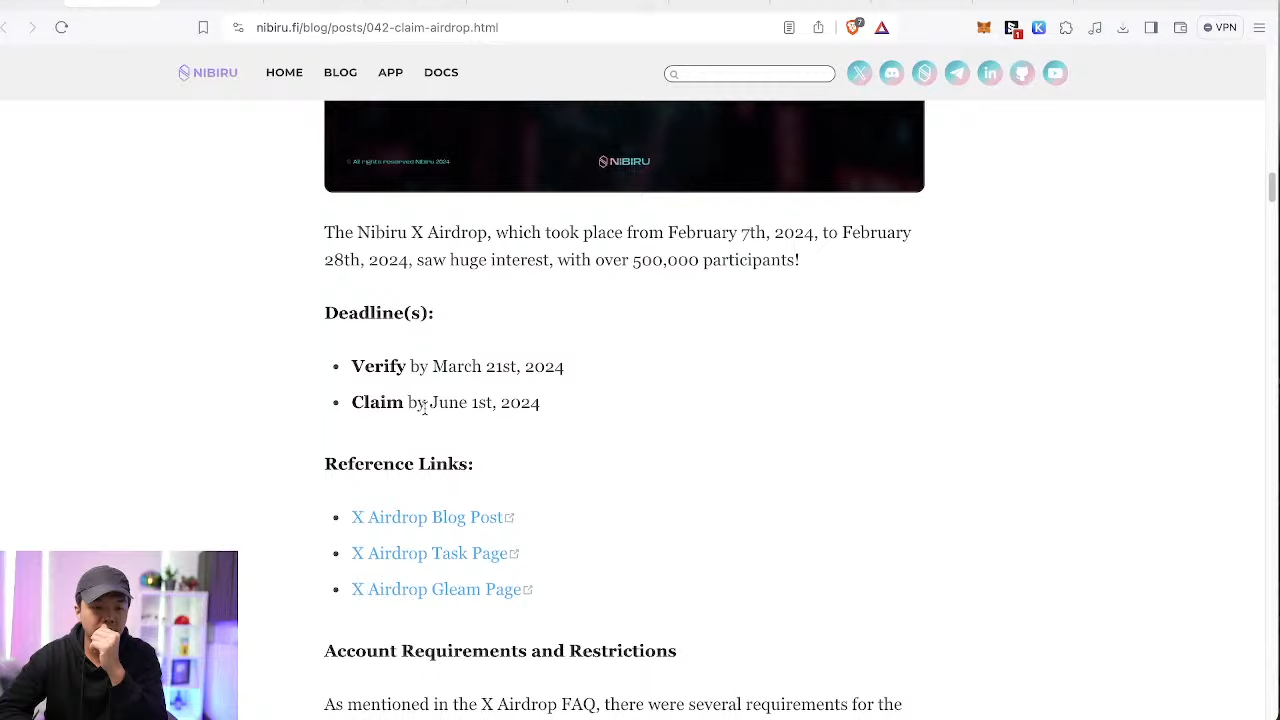 nibiru.fi/blog/posts/042-claim-airdrop.html
7
1
VPN
NIBIRU
HOME
BLOG
APP
DOCS
© All rights reserved Nibiru 2024
NIBIRU
The Nibiru X Airdrop, which took place from February 7th, 2024, to February
28th, 2024, saw huge interest, with over 500,000 participants!
Deadline(s):
Verify by March 21st, 2024
Claim by June 1st, 2024
Reference Links:
X Airdrop Blog Post
X Airdrop Task Page
X Airdrop Gleam Page
Account Requirements and Restrictions
As mentioned in the X Airdrop FAQ, there were several requirements for the